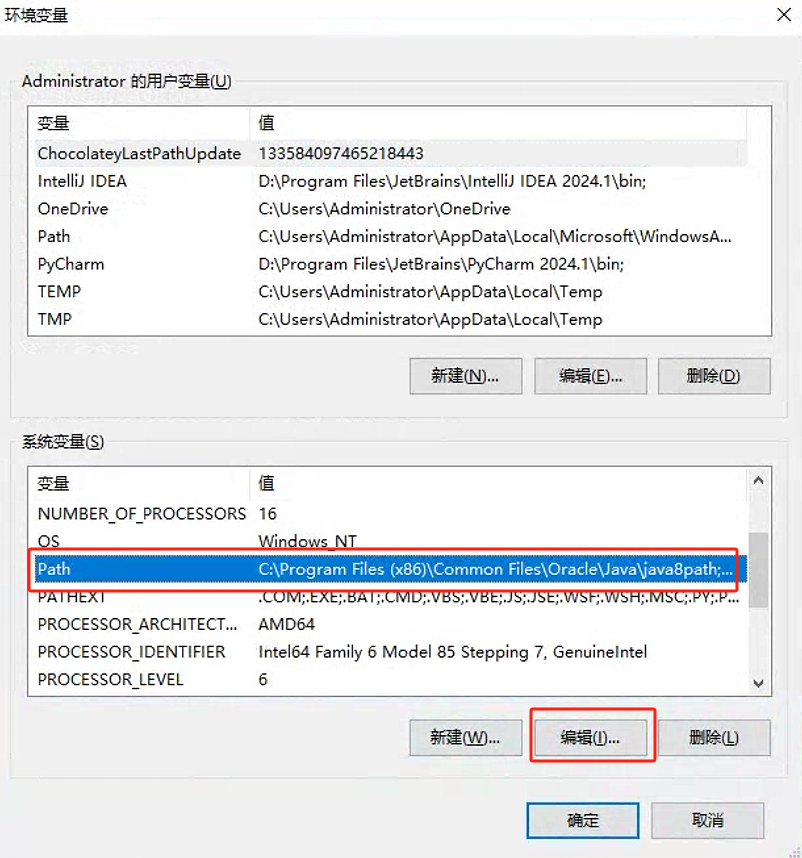 环境变量
Administrator 的用户变量(U)
变量 值
ChocolateyLastPathUpdate 133584097465218443
IntelliJ IDEA D:\Program Files\JetBrains\IntelliJ IDEA 2024.1\bin;
OneDrive C:\Users\Administrator\OneDrive
Path C:\Users\Administrator\AppData\Local\Microsoft\WindowsA...
PyCharm D:\Program Files\JetBrains\PyCharm 2024.1\bin;
TEMP C:\Users\Administrator\AppData\Local\Temp
TMP C:\Users\Administrator\AppData\Local\Temp
新建(N)... 编辑(E)... 删除(D)
系统变量(S)
变量 值
NUMBER_OF_PROCESSORS 16
OS Windows_NT
Path C:\Program Files (x86)\Common Files\Oracle\Java\java8path;...
PATHEXT .COM;.EXE;.BAT;.CMD;.VBS;.VBE;.JS;.JSE;.WSF;.WSH;.MSC;.PY;.P...
PROCESSOR_ARCHITECT... AMD64
PROCESSOR_IDENTIFIER Intel64 Family 6 Model 85 Stepping 7, GenuineIntel
PROCESSOR_LEVEL 6
新建(W)... 编辑(I)... 删除(L)
确定 取消